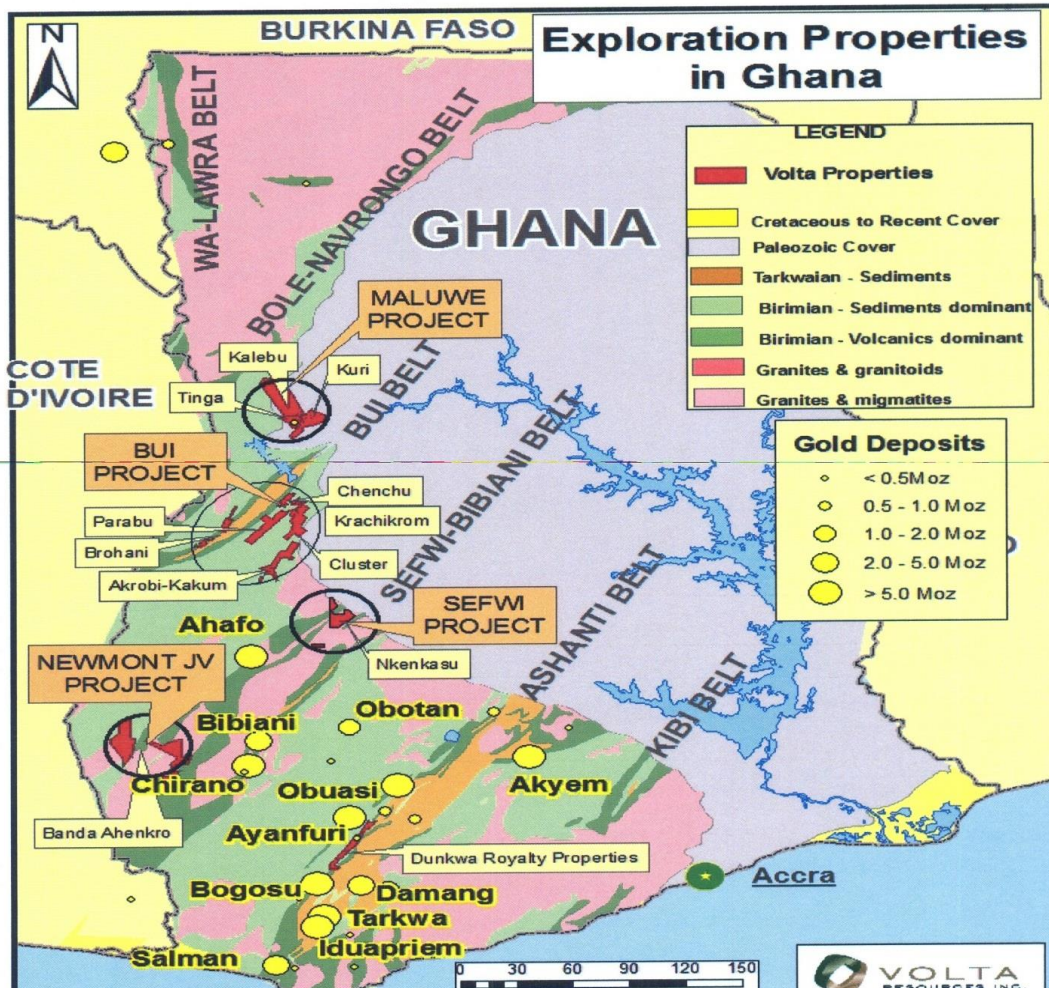 N
BURKINA FASO
Exploration Properties
in Ghana
WA-LAWRA BELT
BOLE-NAVRONGO BELT
GHANA
LEGEND
Volta Properties
Cretaceous to Recent Cover
Paleozoic Cover
Tarkwaian - Sediments
Birimian - Sediments dominant
Birimian - Volcanics dominant
Granites & granitoids
Granites & migmatites
MALUWE
PROJECT
Kalebu
Kuri
Tinga
COTE
D'IVOIRE
BUI BELT
BUI
PROJECT
Gold Deposits
< 0.5Moz
0.5 - 1.0 Moz
1.0 - 2.0 Moz
2.0 - 5.0 Moz
> 5.0 Moz
Chenchu
Parabu
Krachikrom
Brohani
Cluster
Akrobi-Kakum
SEFWI-BIBIANI BELT
SEFWI
PROJECT
Ahafo
Nkenkasu
NEWMONT JV
PROJECT
ASHANTI BELT
KIBI BELT
Bibiani
Obotan
Chirano
Obuasi
Akyem
Banda Ahenkro
Ayanfuri
Dunkwa Royalty Properties
Bogosu
Damang
Accra
Tarkwa
Iduapriem
Salman
0 30 60 90 120 150
VOLTA
RESOURCES INC.